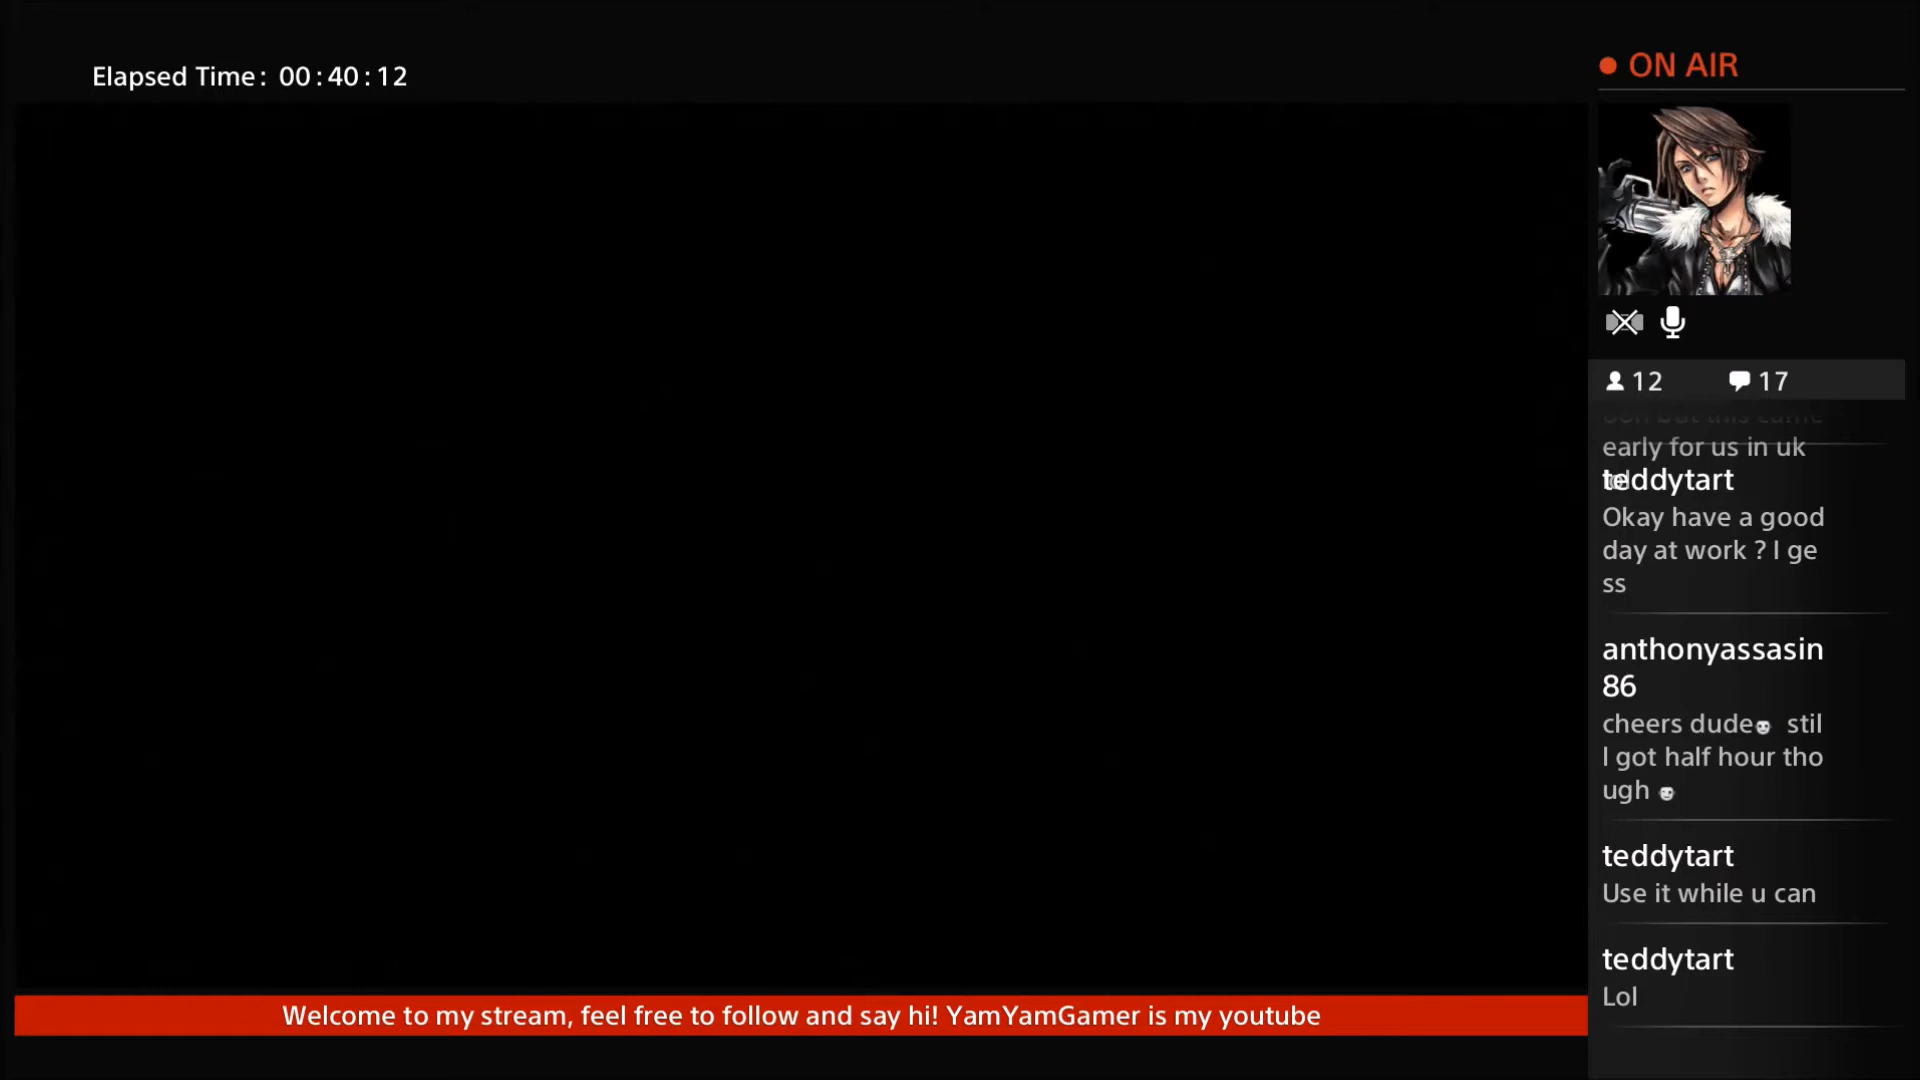 Elapsed Time: 00:40:12
ON AIR
12 17
early for us in uk
teddytart
Okay have a good
day at work ? I ge
ss
anthonyassasin
86
cheers dude stil
l got half hour tho
ugh
teddytart
Use it while u can
teddytart
Lol
Welcome to my stream, feel free to follow and say hi! YamYamGamer is my youtube